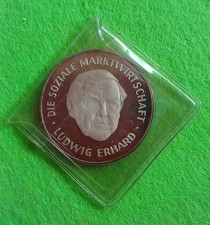 DIE SOZIALE MARKTWIRTSCHAFT
· LUDWIG ERHARD ·